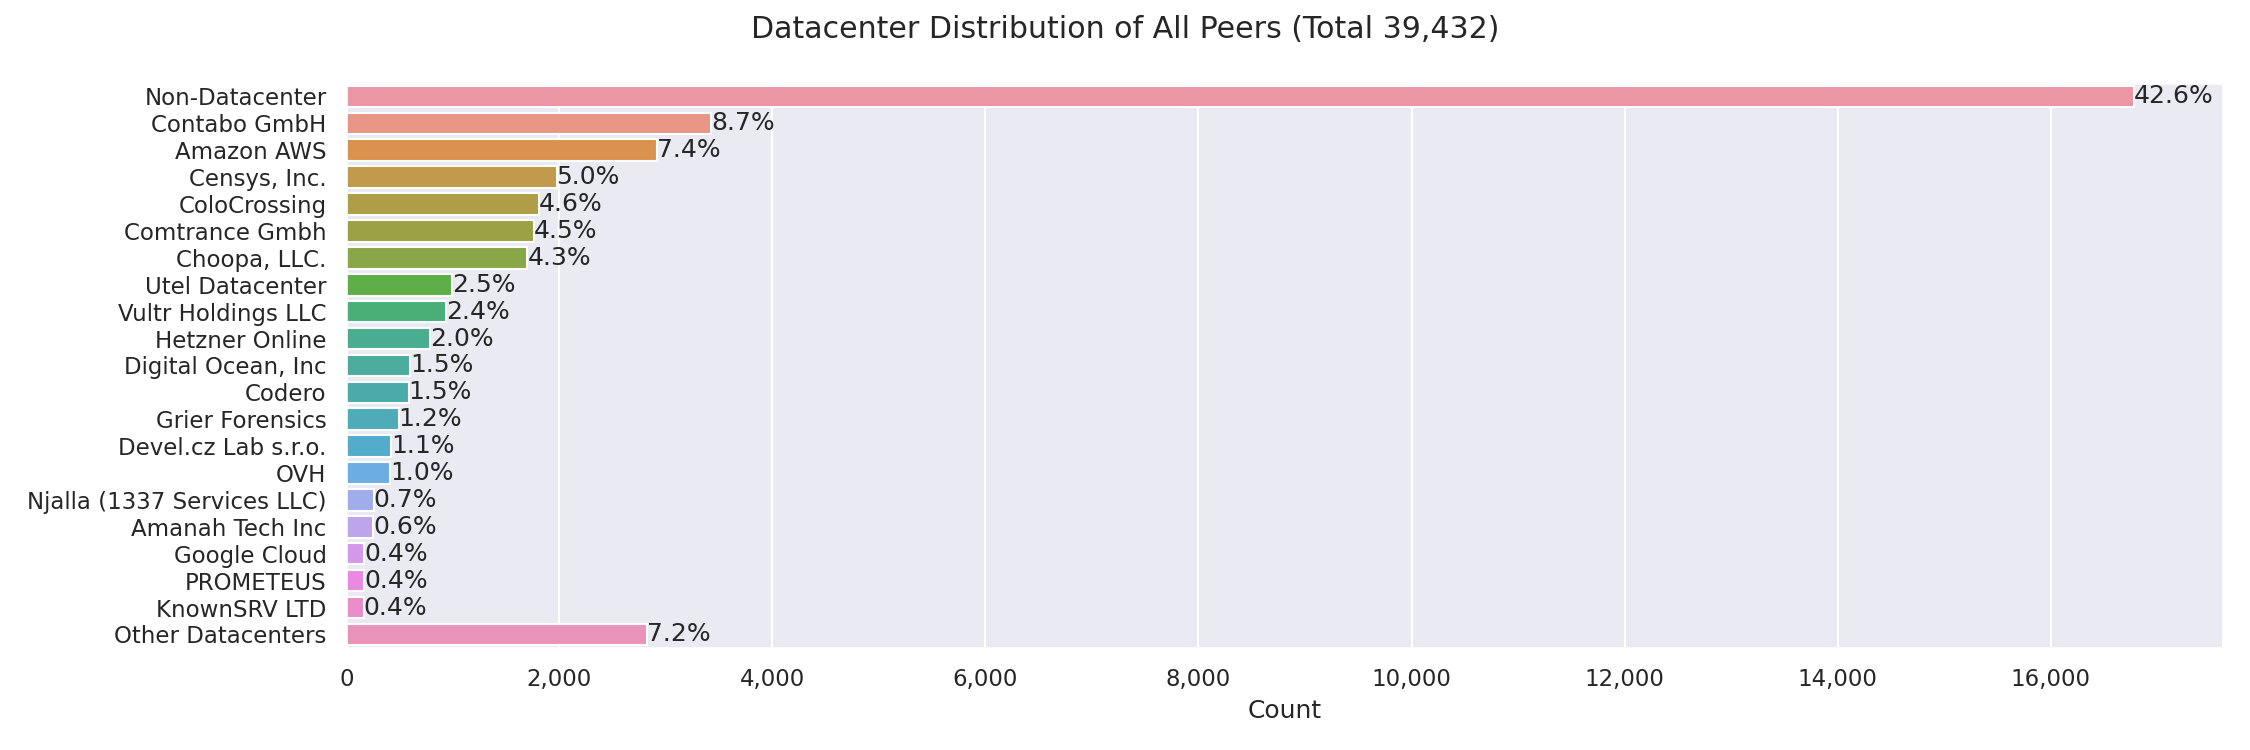 Datacenter Distribution of All Peers (Total 39,432)
Non-Datacenter 42.6%
Contabo GmbH 8.7%
Amazon AWS 7.4%
Censys, Inc. 5.0%
ColoCrossing 4.6%
Comtrance Gmbh 4.5%
Choopa, LLC. 4.3%
Utel Datacenter 2.5%
Vultr Holdings LLC 2.4%
Hetzner Online 2.0%
Digital Ocean, Inc 1.5%
Codero 1.5%
Grier Forensics 1.2%
Devel.cz Lab s.r.o. 1.1%
OVH 1.0%
Njalla (1337 Services LLC) 0.7%
Amanah Tech Inc 0.6%
Google Cloud 0.4%
PROMETEUS 0.4%
KnownSRV LTD 0.4%
Other Datacenters 7.2%
0 2,000 4,000 6,000 8,000 10,000 12,000 14,000 16,000
Count